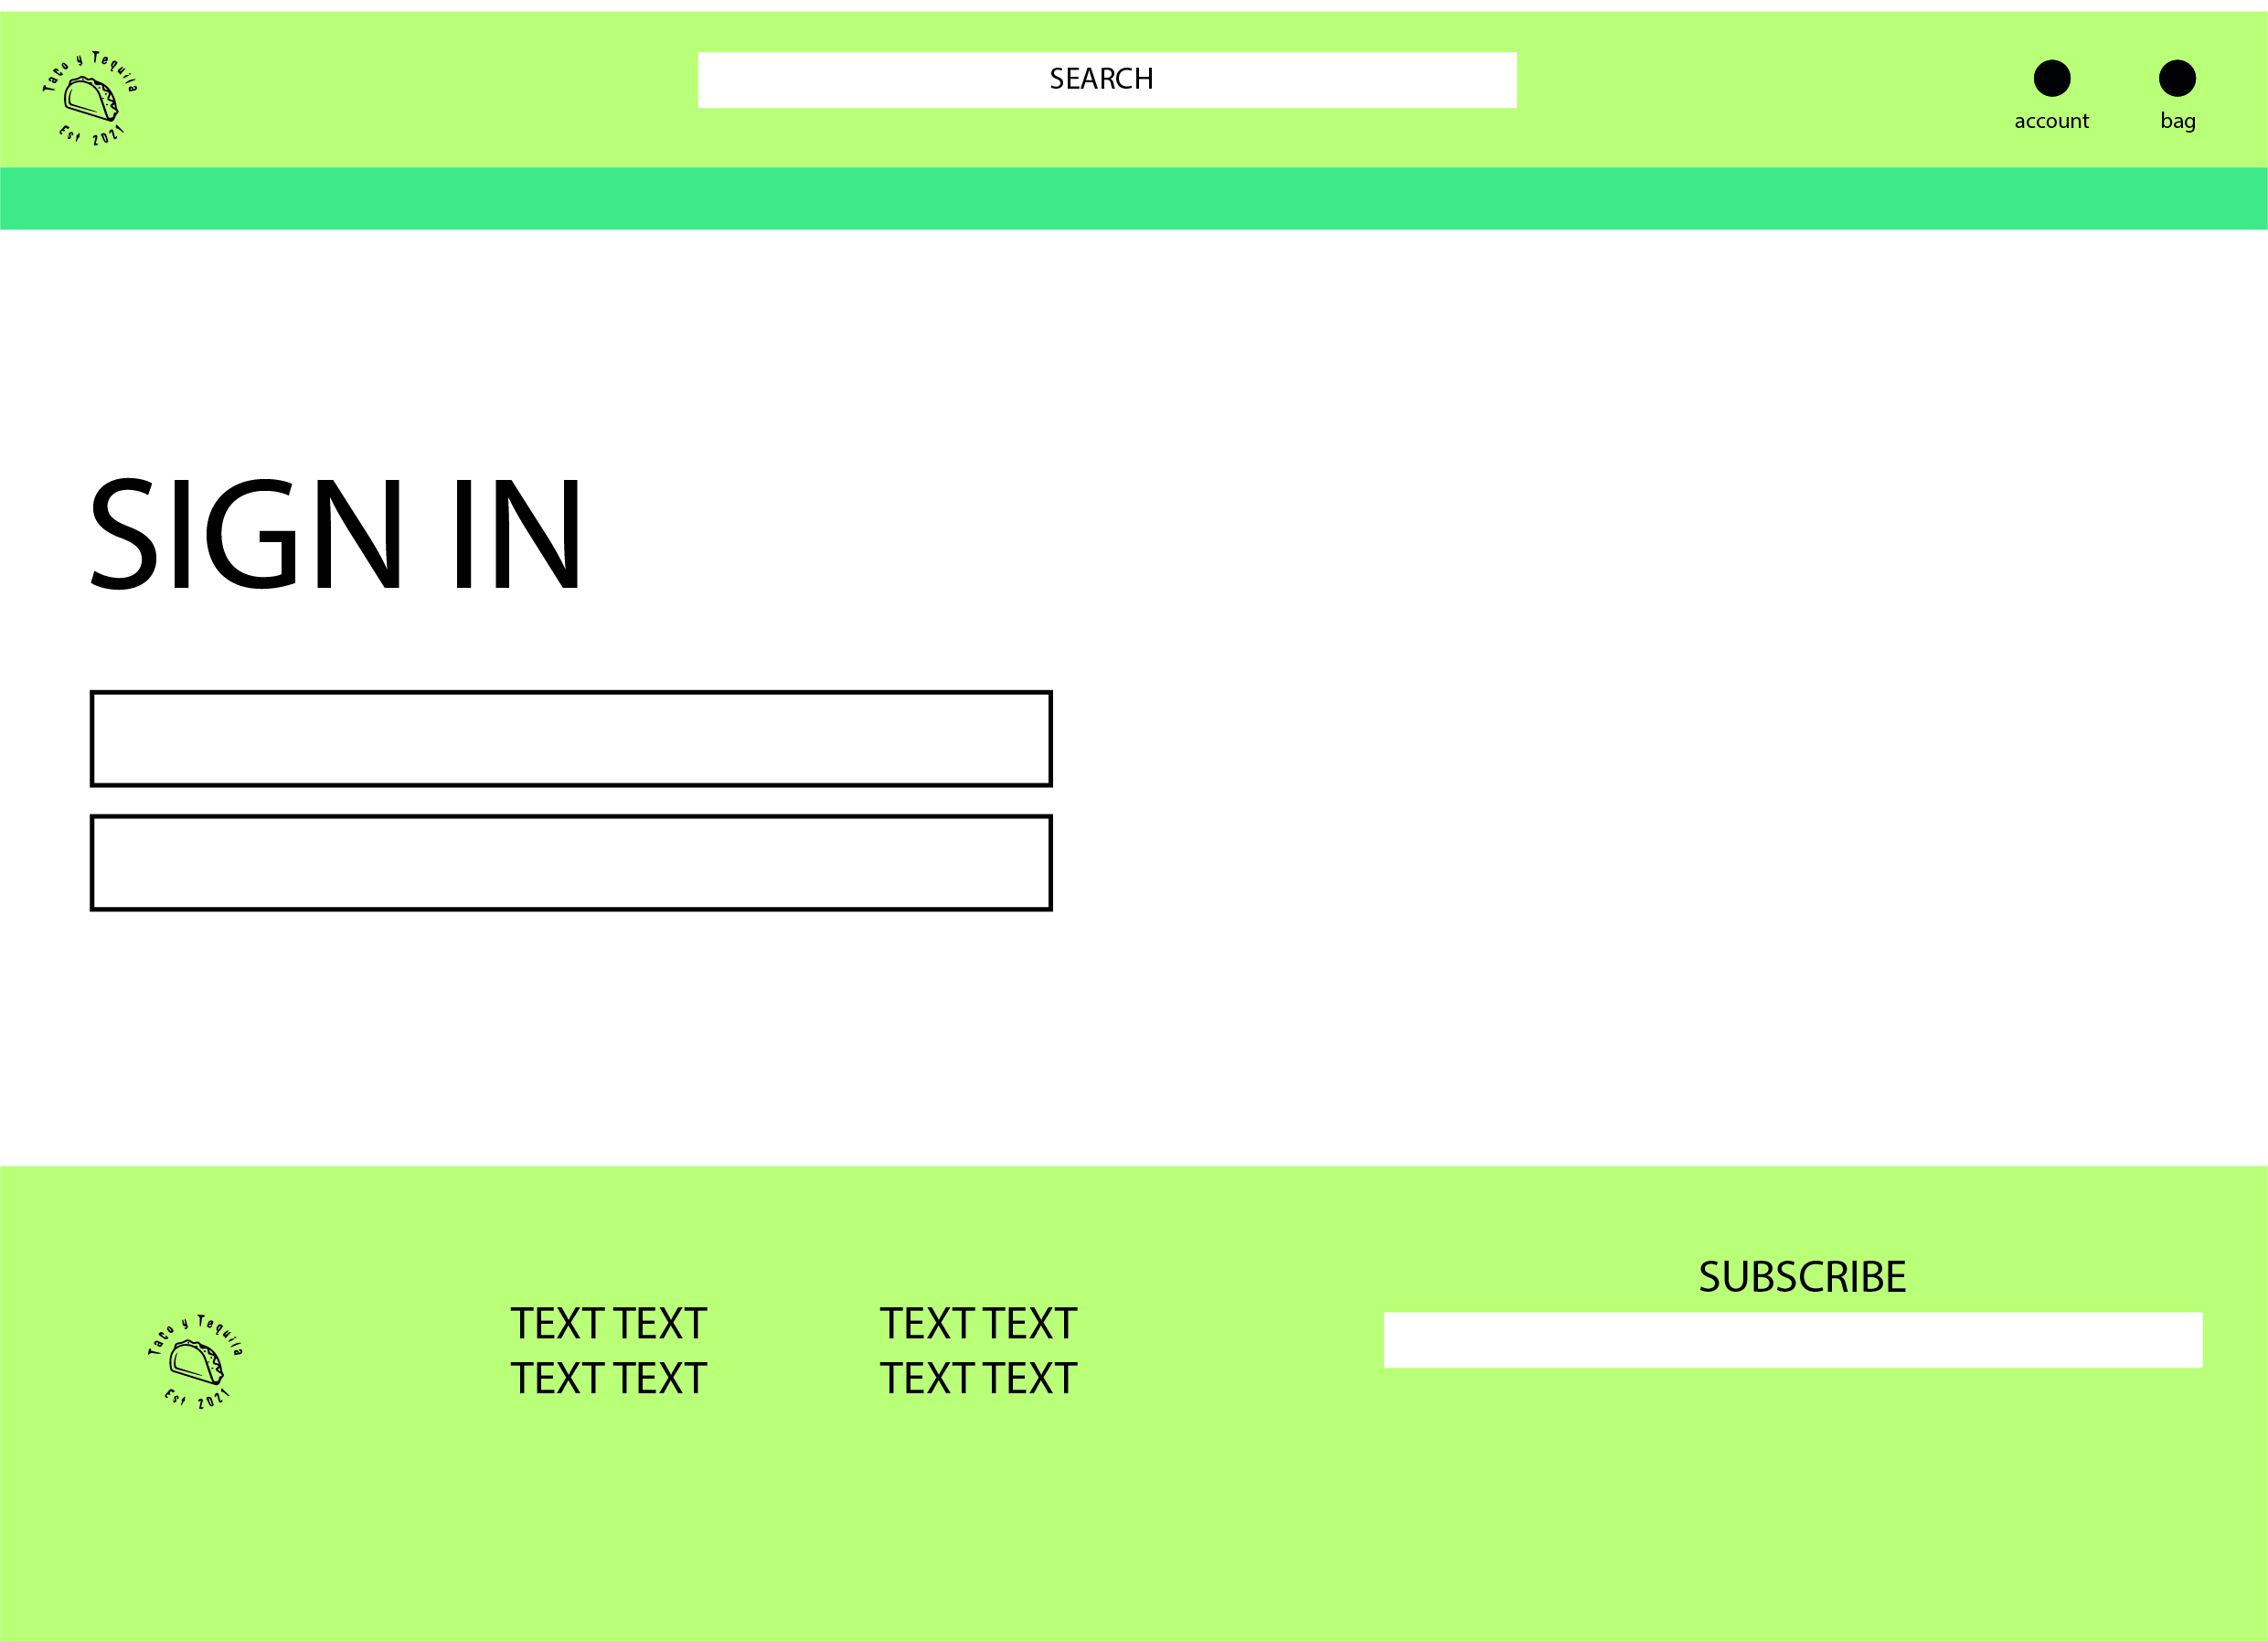 Taco y Tequila
Est 2021
SEARCH
account
bag
SIGN IN
Taco y Tequila
Est 2021
TEXT TEXT
TEXT TEXT
TEXT TEXT
TEXT TEXT
SUBSCRIBE